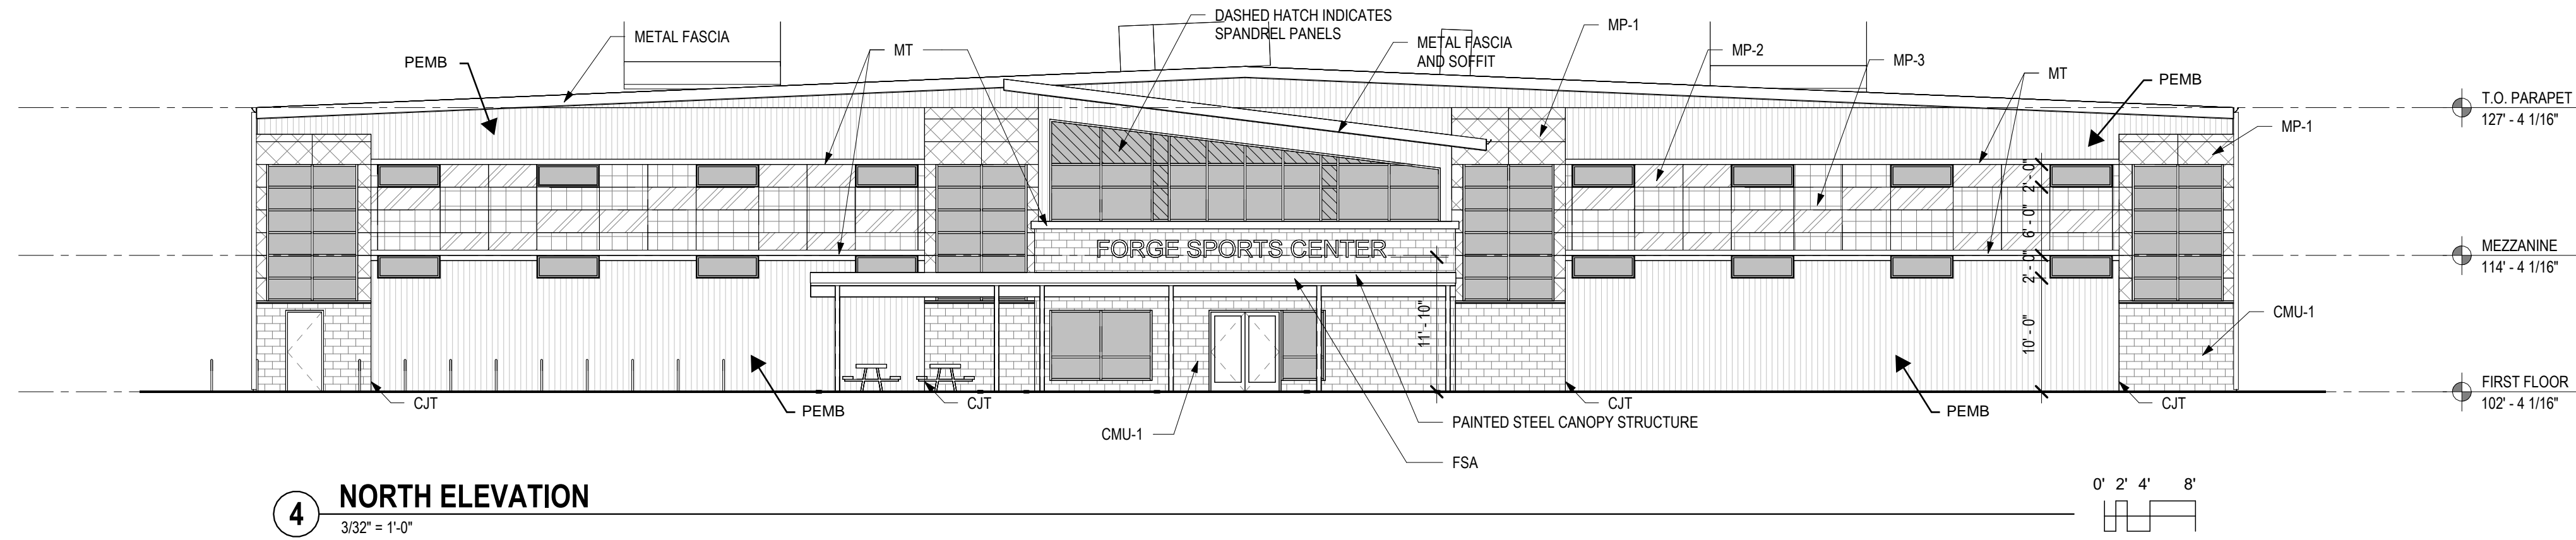 DASHED HATCH INDICATES
SPANDREL PANELS
METAL FASCIA
MP-1
METAL FASCIA
AND SOFFIT
MT
MP-2
PEMB
MP-3
MT
PEMB
T.O. PARAPET
127' - 4 1/16"
MP-1
2' - 0"
6' - 0"
FORGE SPORTS CENTER
MEZZANINE
114' - 4 1/16"
2' - 0"
CMU-1
11' - 10"
10' - 0"
FIRST FLOOR
102' - 4 1/16"
CJT
PEMB
CJT
CJT
PEMB
CJT
PAINTED STEEL CANOPY STRUCTURE
CMU-1
FSA
4
NORTH ELEVATION
3/32" = 1'-0"
0' 2' 4' 8'